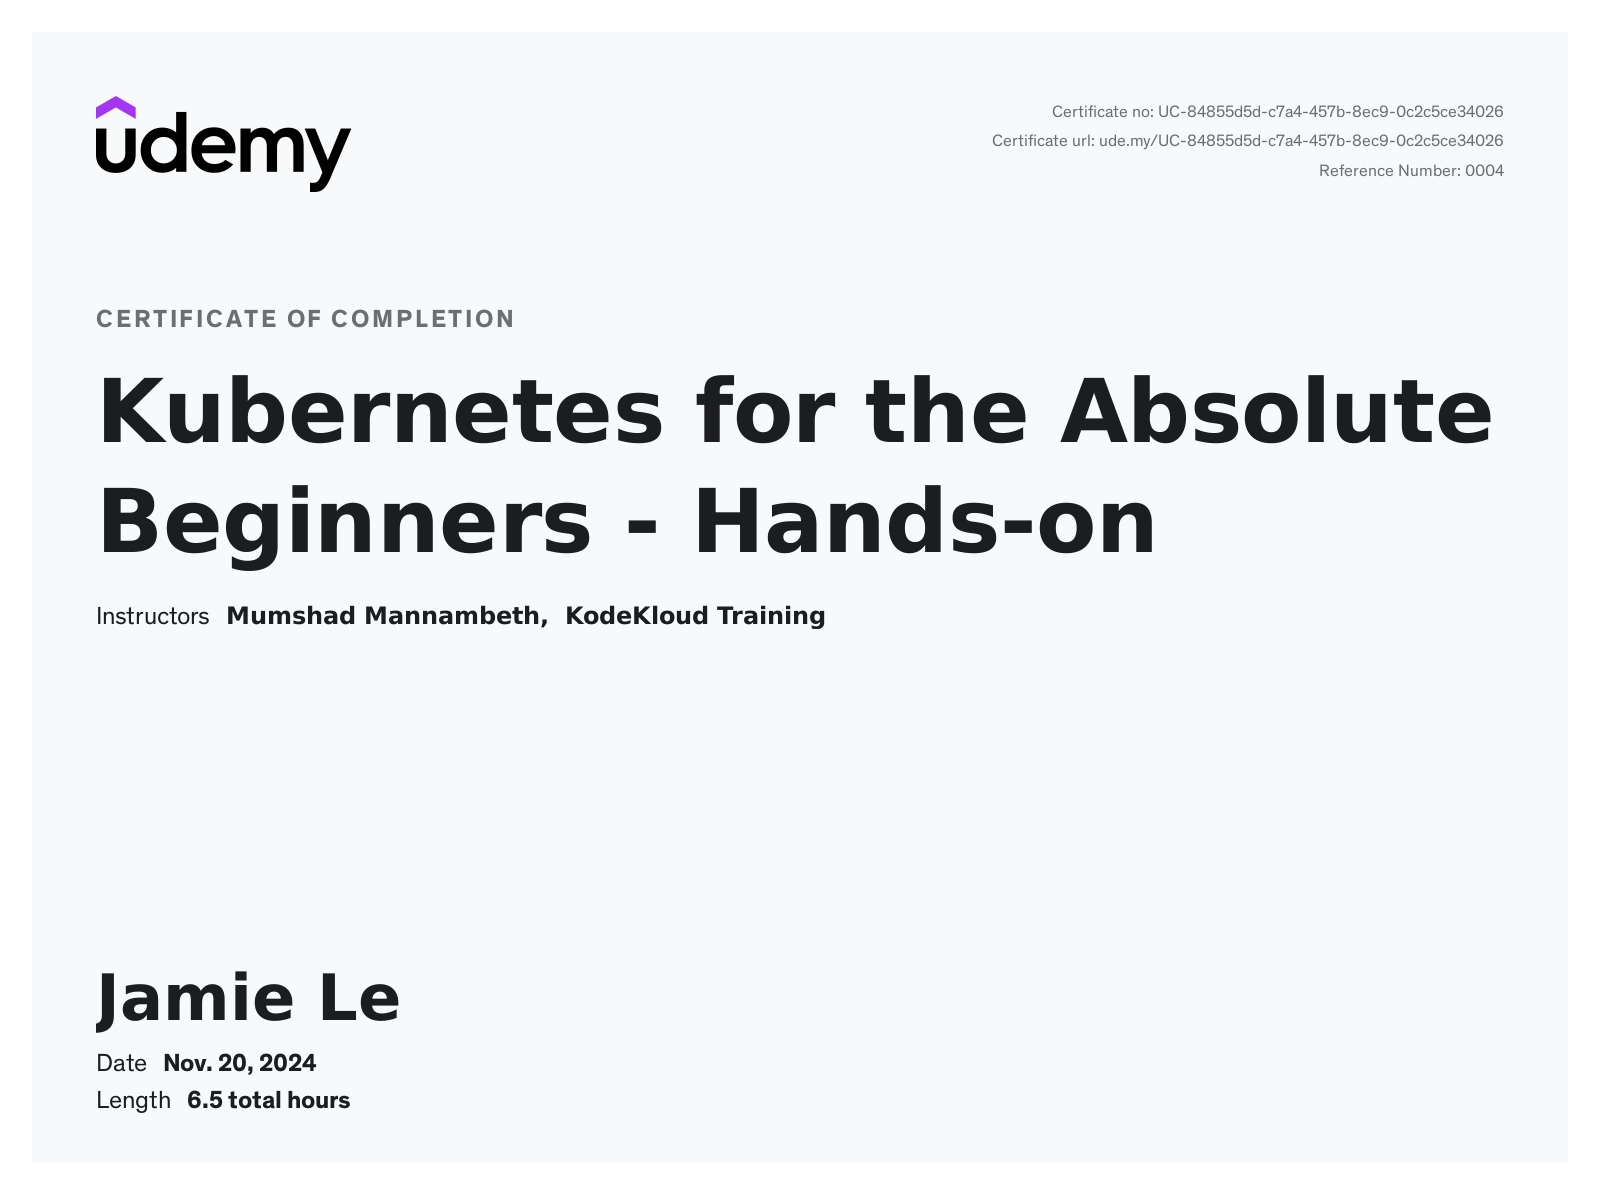 udemy
Certificate no: UC-84855d5d-c7a4-457b-8ec9-0c2c5ce34026
Certificate url: ude.my/UC-84855d5d-c7a4-457b-8ec9-0c2c5ce34026
Reference Number: 0004
CERTIFICATE OF COMPLETION
Kubernetes for the Absolute
Beginners - Hands-on
Instructors Mumshad Mannambeth, KodeKloud Training
Jamie Le
Date Nov. 20, 2024
Length 6.5 total hours